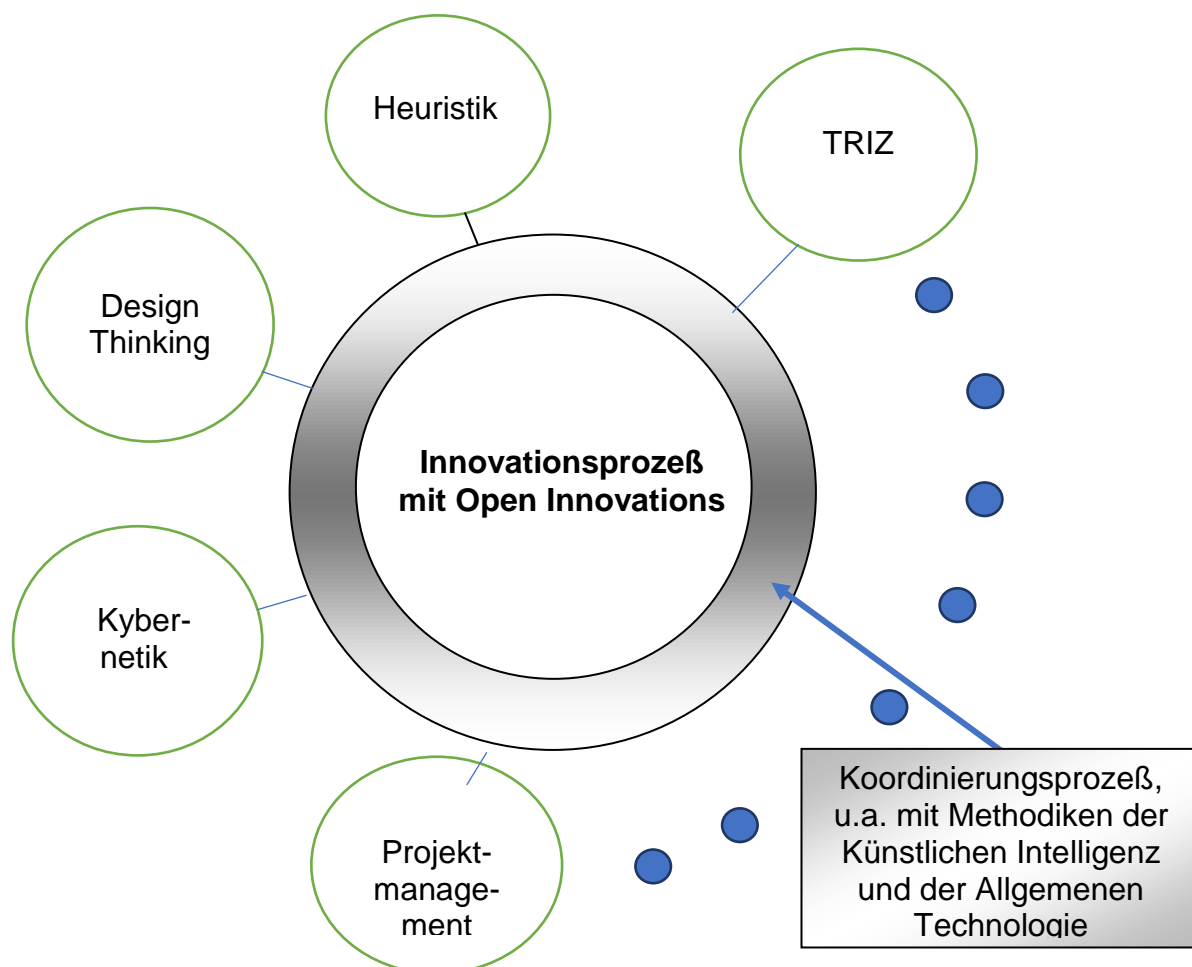 Heuristik
TRIZ
Design
Thinking
Innovationsprozeß
mit Open Innovations
Kyber-
netik
Projekt-
manage-
ment
Koordinierungsprozeß,
u.a. mit Methodiken der
Künstlichen Intelligenz
und der Allgemenen
Technologie